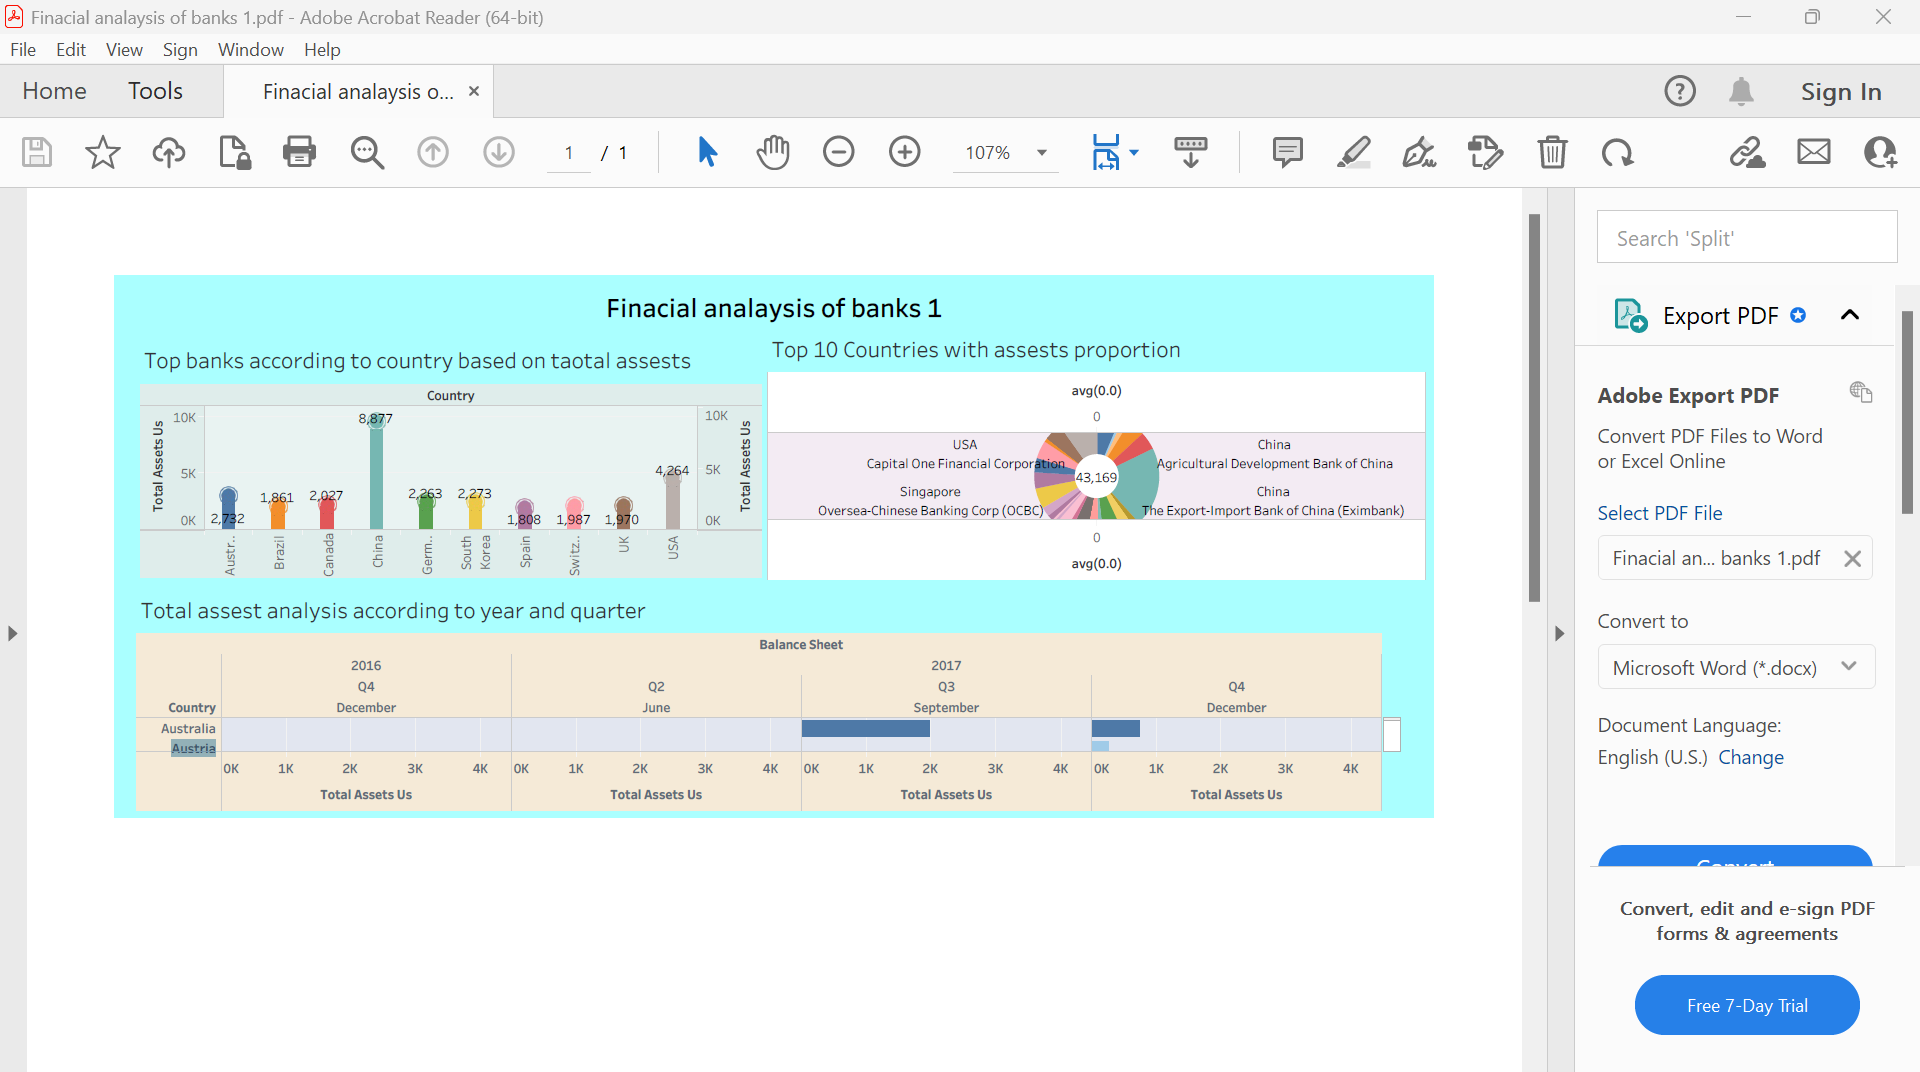 Finacial analaysis of banks 1.pdf - Adobe Acrobat Reader (64-bit)
File Edit View Sign Window Help
Home Tools Finacial analaysis o... × Sign In
1 / 1 107%
Search 'Split'
Export PDF
Adobe Export PDF
Convert PDF Files to Word
or Excel Online
Select PDF File
Finacial an... banks 1.pdf
Convert to
Microsoft Word (*.docx)
Document Language:
English (U.S.) Change
Convert
Convert, edit and e-sign PDF
forms & agreements
Free 7-Day Trial
Finacial analaysis of banks 1
Top banks according to country based on taotal assests
Country
Total Assets Us
10K
5K
0K
2,732
1,861
2,027
8,877
2,263
2,273
1,808
1,987
1,970
4,264
10K
5K
0K
Total Assets Us
Austr..
Brazil
Canada
China
Germ..
South
Korea
Spain
Switz..
UK
USA
Top 10 Countries with assests proportion
avg(0.0)
0
USA
Capital One Financial Corporation
Singapore
Oversea-Chinese Banking Corp (OCBC)
43,169
China
Agricultural Development Bank of China
China
The Export-Import Bank of China (Eximbank)
0
avg(0.0)
Total assest analysis according to year and quarter
Balance Sheet
2016 2017
Q4 Q2 Q3 Q4
Country December June September December
Australia
Austria
0K 1K 2K 3K 4K 0K 1K 2K 3K 4K 0K 1K 2K 3K 4K 0K 1K 2K 3K 4K
Total Assets Us Total Assets Us Total Assets Us Total Assets Us